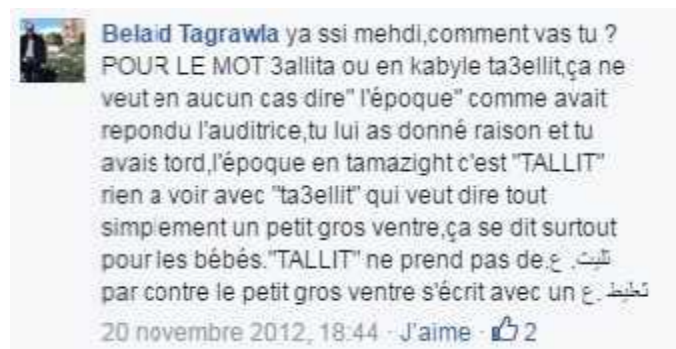 Belaid Tagrawla ya ssi mehdi,comment vas tu ?
POUR LE MOT 3allita ou en kabyle ta3ellit,ça ne
veut en aucun cas dire" l'époque" comme avait
repondu l'auditrice,tu lui as donné raison et tu
avais tord,l'époque en tamazight c'est "TALLIT"
rien a voir avec "ta3ellit" qui veut dire tout
simplement un petit gros ventre,ça se dit surtout
pour les bébés."TALLIT" ne prend pas de.ع .تليت
par contre le petit gros ventre s'écrit avec un ع. تعليط
20 novembre 2012, 18:44 · J'aime · 2